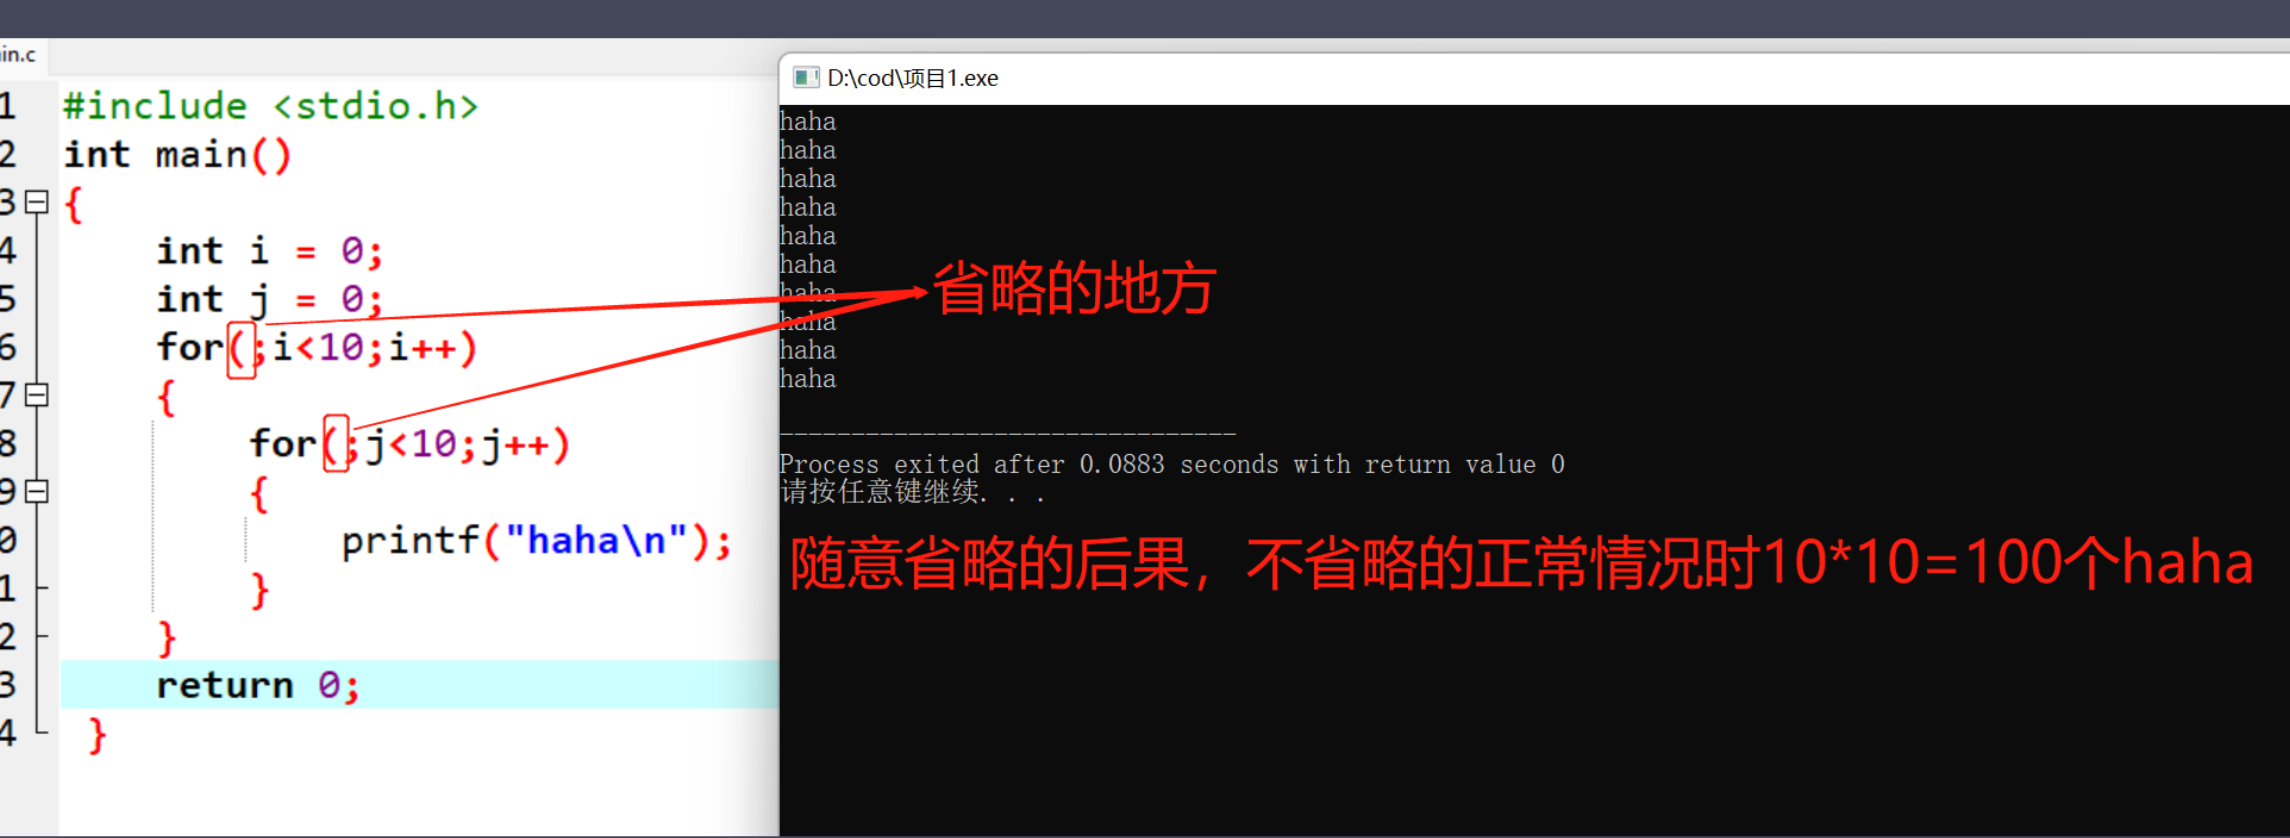 in.c
1 #include <stdio.h>
2 int main()
3 {
4 int i = 0;
5 int j = 0;
6 for(;i<10;i++)
7 {
8 for(;j<10;j++)
9 {
0 printf("haha\n");
1 }
2 }
3 return 0;
4 }
D:\cod\项目1.exe
haha
haha
haha
haha
haha
haha
haha
haha
haha
haha
省略的地方
--------------------------------
Process exited after 0.0883 seconds with return value 0
请按任意键继续. . .
随意省略的后果，不省略的正常情况时10*10=100个haha